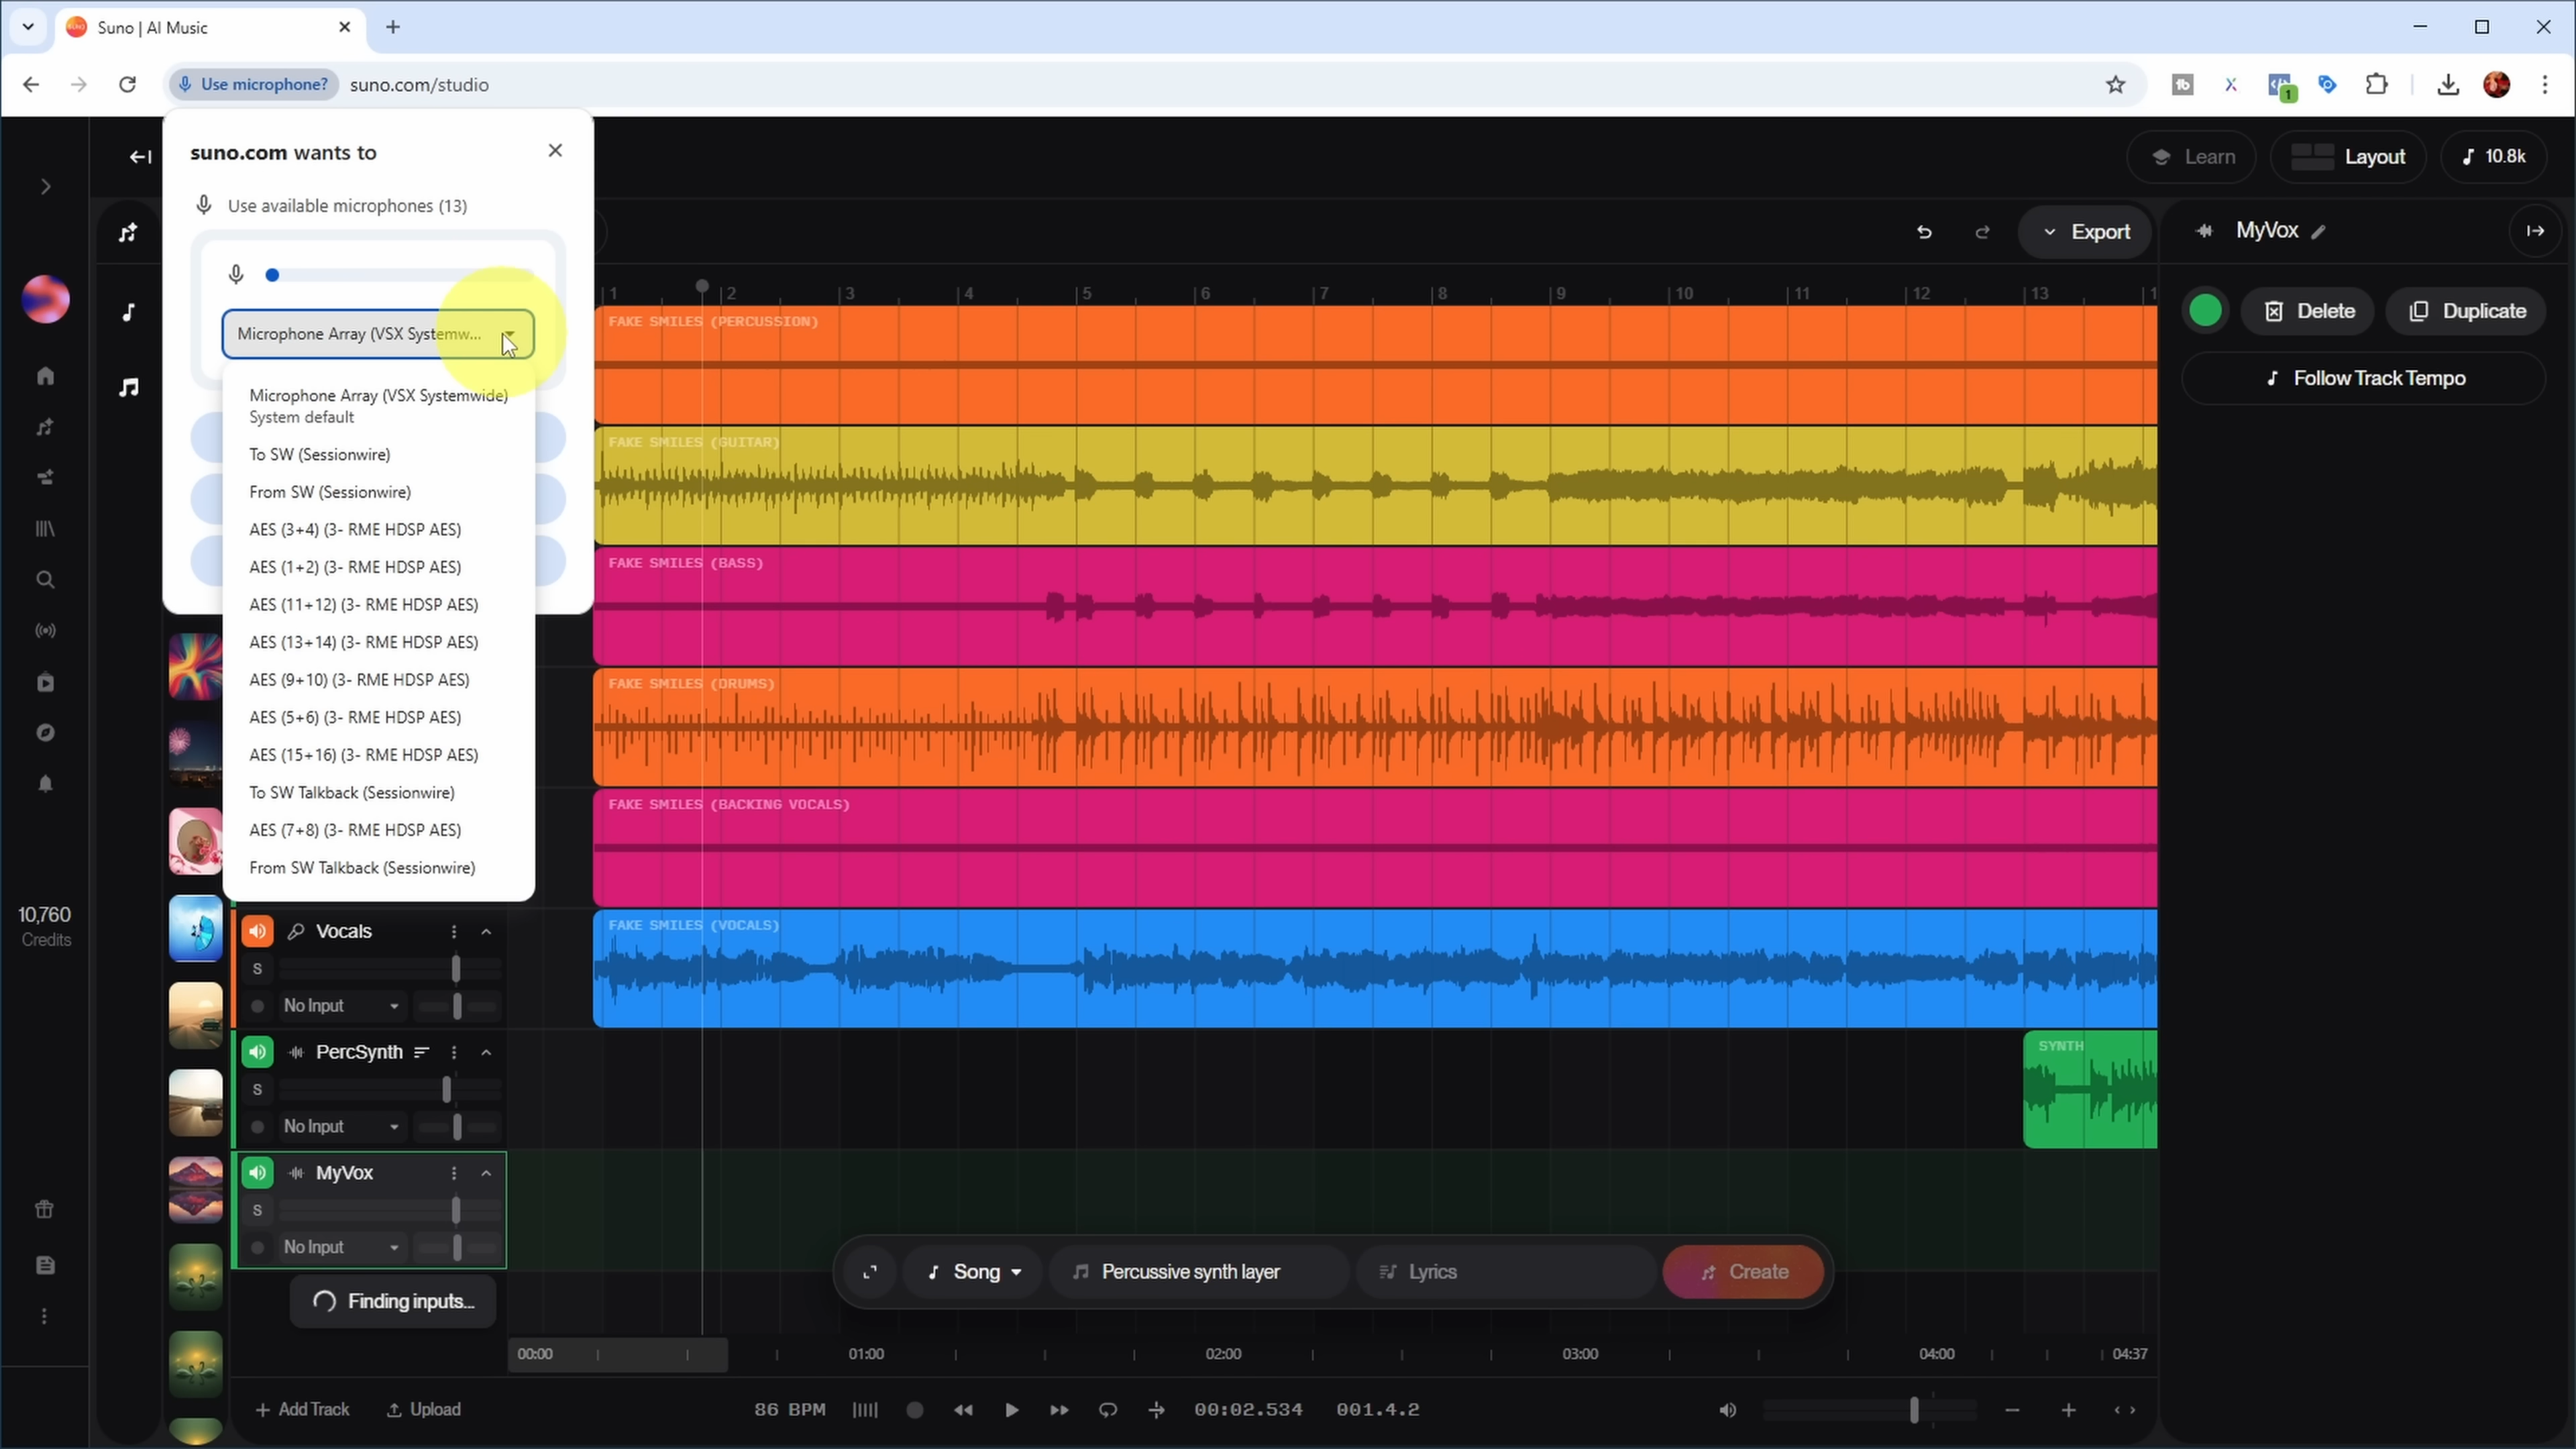 Suno | AI Music
Use microphone?
suno.com/studio
1
suno.com wants to
Use available microphones (13)
Microphone Array (VSX Systemw...
Microphone Array (VSX Systemwide)
System default
To SW (Sessionwire)
From SW (Sessionwire)
AES (3+4) (3- RME HDSP AES)
AES (1+2) (3- RME HDSP AES)
AES (11+12) (3- RME HDSP AES)
AES (13+14) (3- RME HDSP AES)
AES (9+10) (3- RME HDSP AES)
AES (5+6) (3- RME HDSP AES)
AES (15+16) (3- RME HDSP AES)
To SW Talkback (Sessionwire)
AES (7+8) (3- RME HDSP AES)
From SW Talkback (Sessionwire)
Learn
Layout
10.8k
Export
MyVox
Delete
Duplicate
Follow Track Tempo
1 2 3 4 5 6 7 8 9 10 11 12 13 1
FAKE SMILES (PERCUSSION)
FAKE SMILES (GUITAR)
FAKE SMILES (BASS)
FAKE SMILES (DRUMS)
FAKE SMILES (BACKING VOCALS)
FAKE SMILES (VOCALS)
SYNTH
10,760
Credits
Vocals
S
No Input
PercSynth
S
No Input
MyVox
S
No Input
Finding inputs...
Song
Percussive synth layer
Lyrics
Create
00:00 01:00 02:00 03:00 04:00 04:37
Add Track
Upload
86 BPM
00:02.534
001.4.2